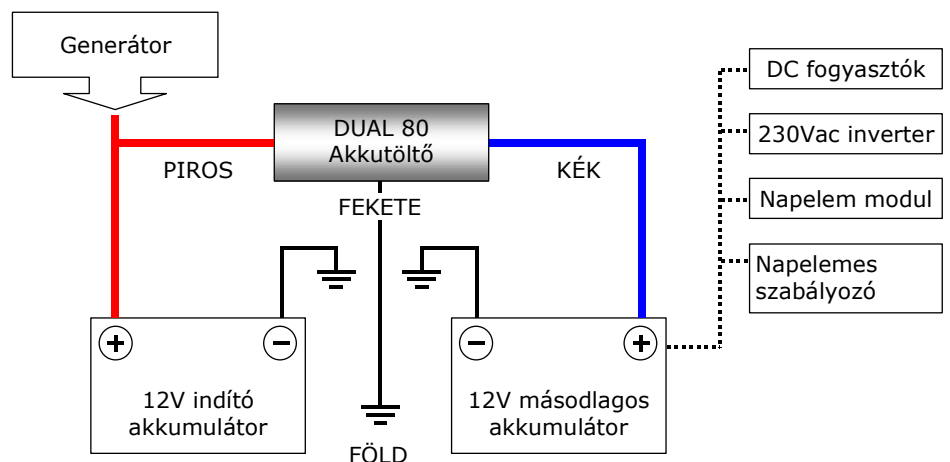 Generátor
DUAL 80
Akkutöltő
PIROS
KÉK
FEKETE
DC fogyasztók
230Vac inverter
Napelem modul
Napelemes
szabályozó
+
−
−
+
12V indító
akkumulátor
12V másodlagos
akkumulátor
FÖLD